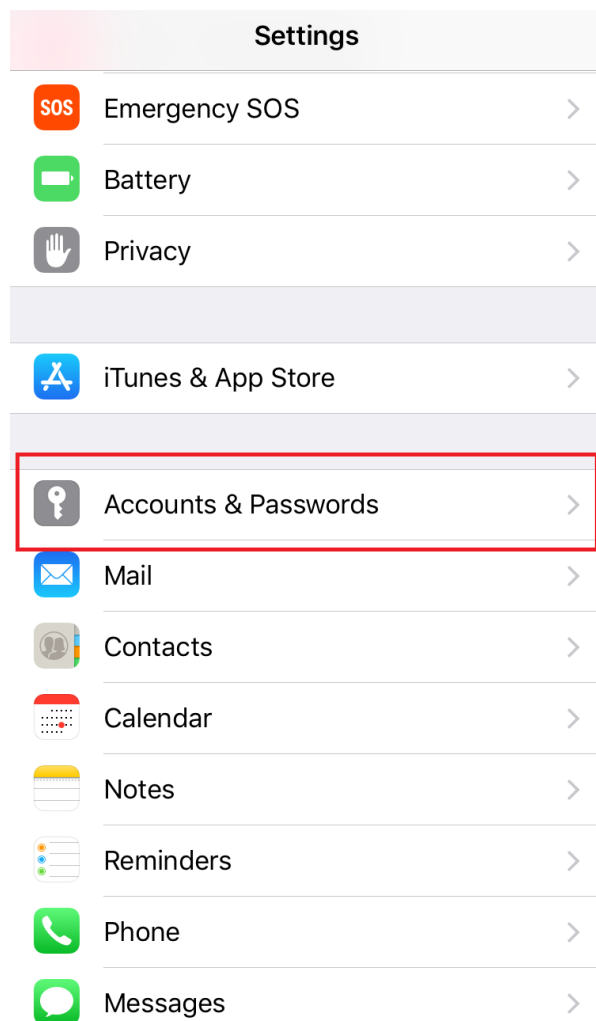 Settings
SOS
Emergency SOS
Battery
Privacy
iTunes & App Store
Accounts & Passwords
Mail
Contacts
Calendar
Notes
Reminders
Phone
Messages